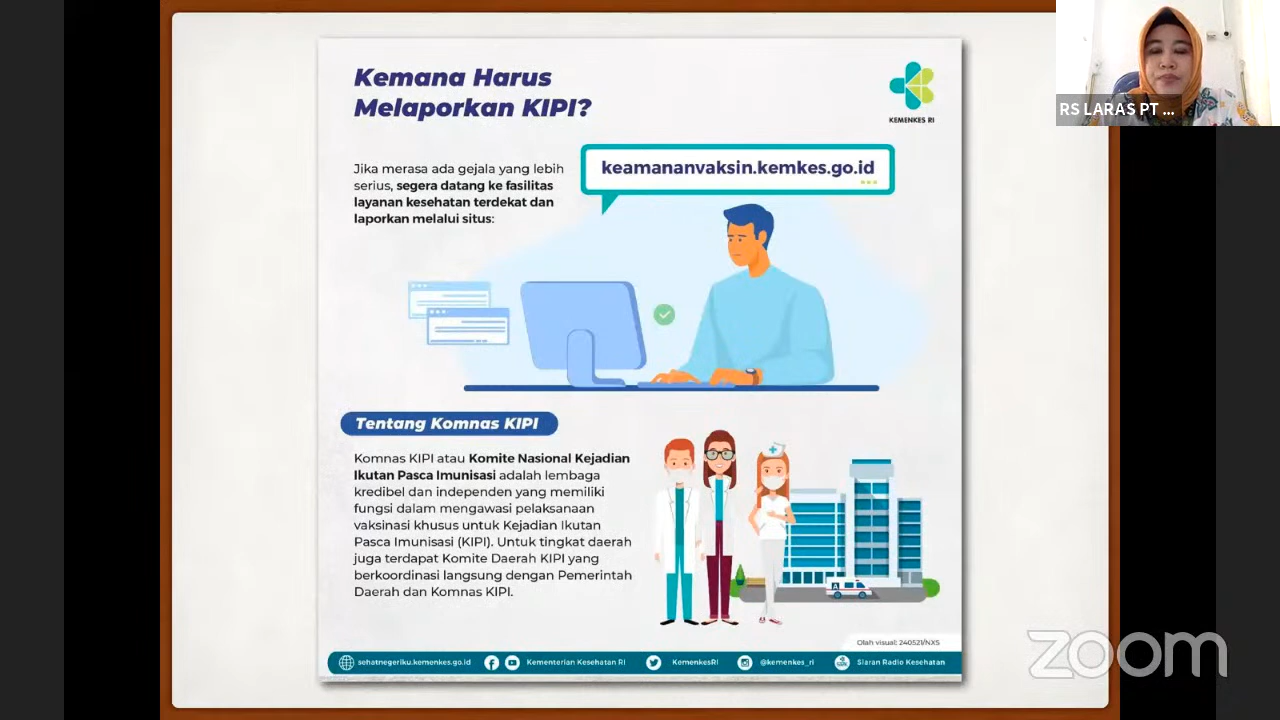 Kemana Harus
Melaporkan KIPI?
KEMENKES RI
RS LARAS PT ...
Jika merasa ada gejala yang lebih
serius, segera datang ke fasilitas
layanan kesehatan terdekat dan
laporkan melalui situs:
keamananvaksin.kemkes.go.id
Tentang Komnas KIPI
Komnas KIPI atau Komite Nasional Kejadian
Ikutan Pasca Imunisasi adalah lembaga
kredibel dan independen yang memiliki
fungsi dalam mengawasi pelaksanaan
vaksinasi khusus untuk Kejadian Ikutan
Pasca Imunisasi (KIPI). Untuk tingkat daerah
juga terdapat Komite Daerah KIPI yang
berkoordinasi langsung dengan Pemerintah
Daerah dan Komnas KIPI.
A
Olah visual: 240521/NXS
sehatnegeriku.kemenkes.go.id Kementerian Kesehatan RI KemenkesRI @kemenkes_ri Siaran Radio Kesehatan
zoom